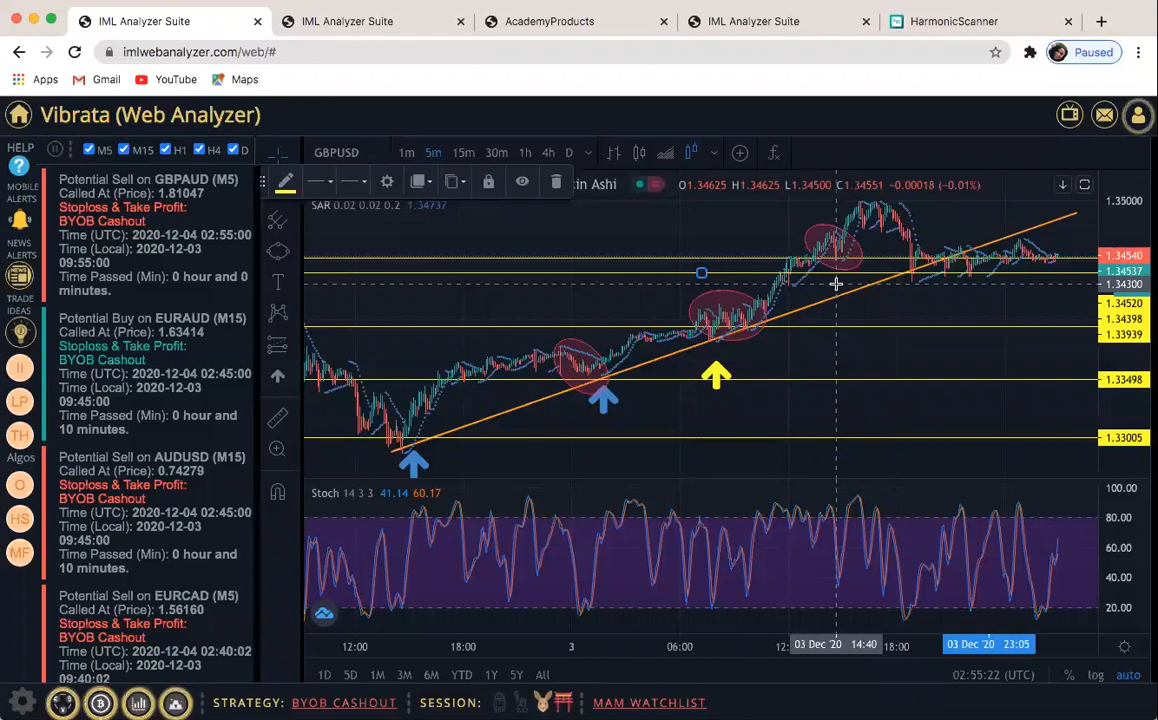 IML Analyzer Suite
IML Analyzer Suite
AcademyProducts
IML Analyzer Suite
HarmonicScanner
imlwebanalyzer.com/web/#
Paused
Apps
Gmail
YouTube
Maps
Vibrata (Web Analyzer)
HELP
MOBILE
ALERTS
NEWS
ALERTS
TRADE
IDEAS
II
LP
TH
Algos
O
HS
MF
M5
M15
H1
H4
D
Potential Sell on GBPAUD (M5)
Called At (Price): 1.81047
Stoploss & Take Profit:
BYOB Cashout
Time (UTC): 2020-12-04 02:55:00
Time (Local): 2020-12-03
09:55:00
Time Passed (Min): 0 hour and 0
minutes.
Potential Buy on EURAUD (M15)
Called At (Price): 1.63414
Stoploss & Take Profit:
BYOB Cashout
Time (UTC): 2020-12-04 02:45:00
Time (Local): 2020-12-03
09:45:00
Time Passed (Min): 0 hour and
10 minutes.
Potential Sell on AUDUSD (M15)
Called At (Price): 0.74279
Stoploss & Take Profit:
BYOB Cashout
Time (UTC): 2020-12-04 02:45:00
Time (Local): 2020-12-03
09:45:00
Time Passed (Min): 0 hour and
10 minutes.
Potential Sell on EURCAD (M5)
Called At (Price): 1.56160
Stoploss & Take Profit:
BYOB Cashout
Time (UTC): 2020-12-04 02:40:02
Time (Local): 2020-12-03
09:40:02
GBPUSD
1m 5m 15m 30m 1h 4h D
kin Ashi
O1.34625 H1.34625 L1.34500 C1.34551 -0.00018 (-0.01%)
SAR 0.02 0.02 0.2 1.34737
1.35000
1.34540
1.34537
1.34300
1.34520
1.34398
1.33939
1.33498
1.33005
Stoch 14 3 3 41.14 60.17
100.00
80.00
60.00
40.00
20.00
12:00
18:00
3
06:00
12:
03 Dec '20 14:40
18:00
03 Dec '20 23:05
1D 5D 1M 3M 6M YTD 1Y 5Y All
02:55:22 (UTC)
% log auto
STRATEGY: BYOB CASHOUT
SESSION:
MAM WATCHLIST